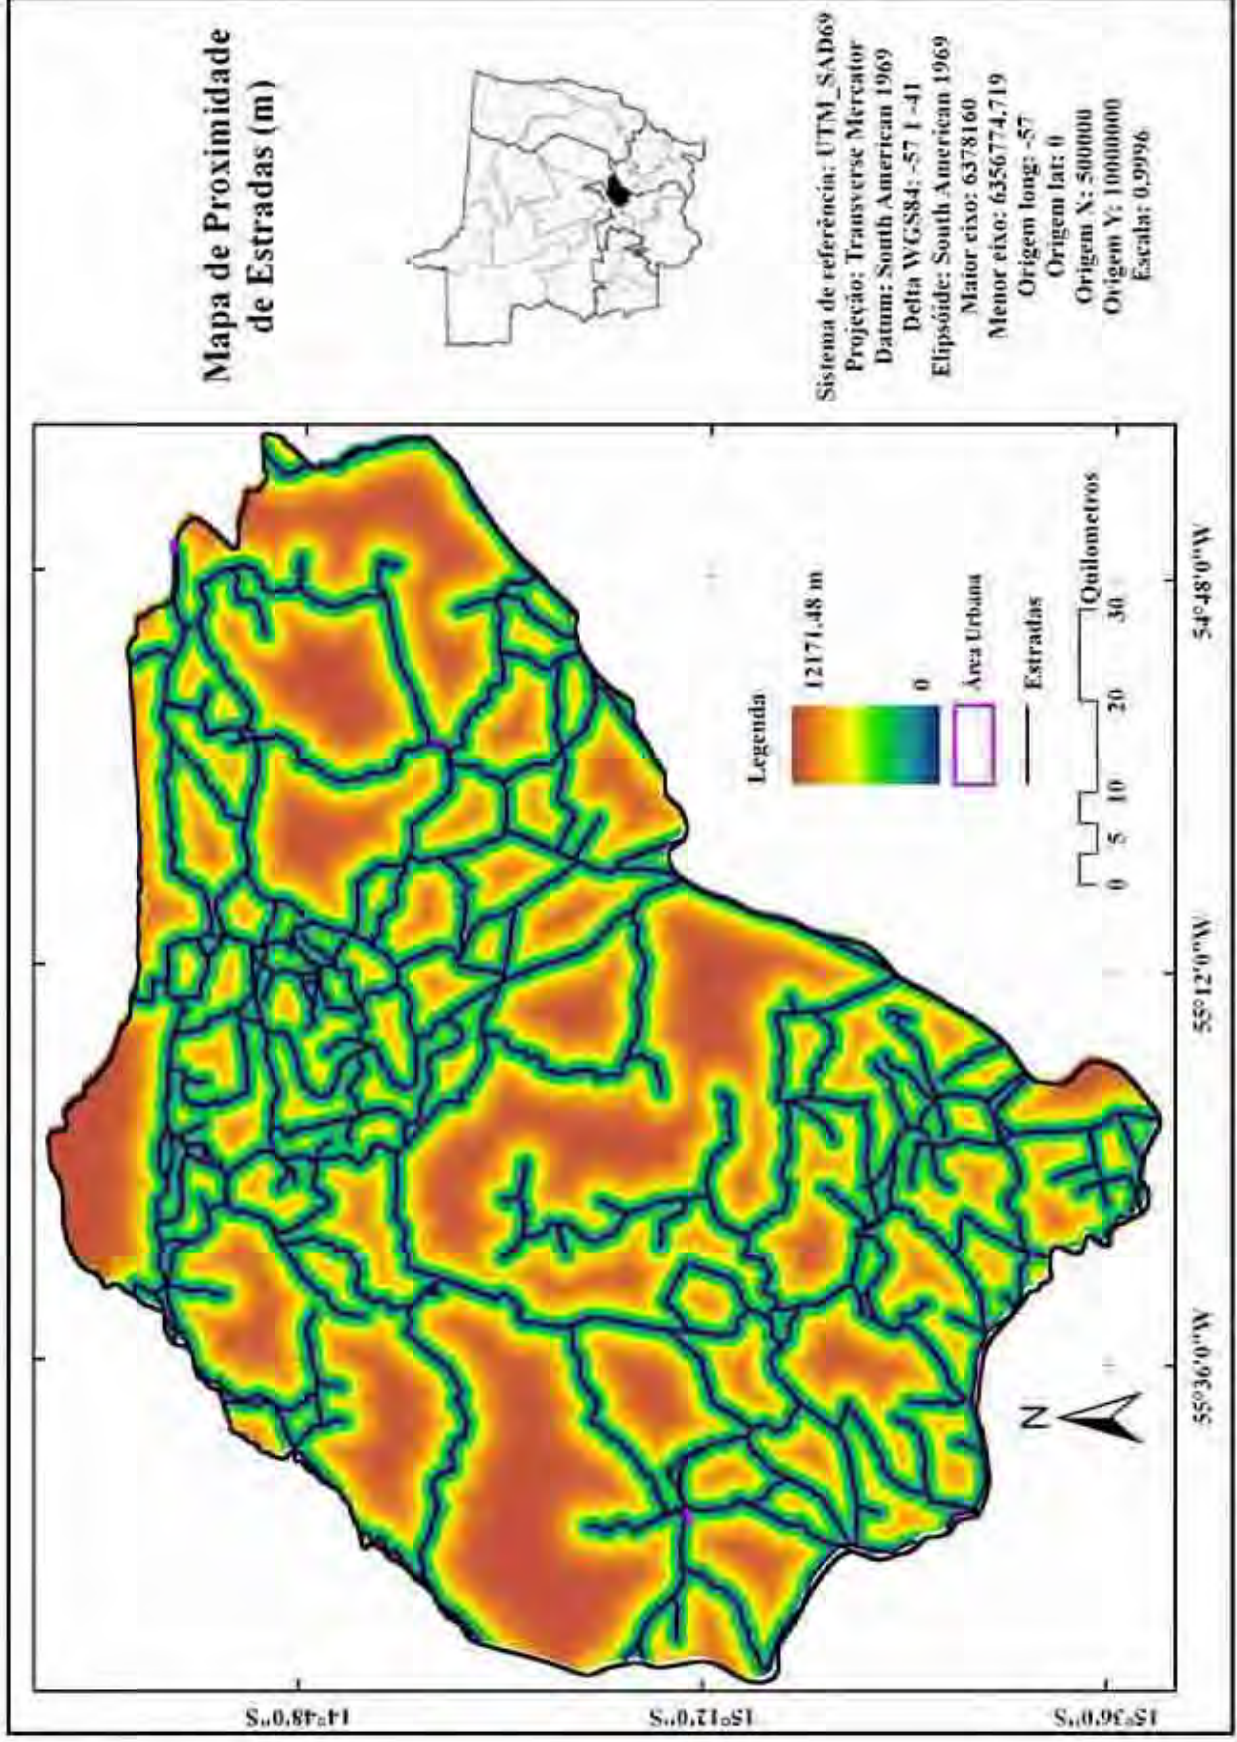 Mapa de Proximidade
de Estradas (m)
Sistema de referência: UTM_SAD69
Projeção: Transverse Mercator
Datum: South American 1969
Delta WGS84: -57 1 -41
Elipsóide: South American 1969
Maior eixo: 6378160
Menor eixo: 6356774.719
Origem long: -57
Origem lat: 0
Origem X: 500000
Origem Y: 10000000
Escala: 0.9996
Legenda
12171.48 m
0
Área Urbana
Estradas
0 5 10 20 30
Quilometros
N
14°48'0"S
15°12'0"S
15°36'0"S
55°36'0"W
55°12'0"W
54°48'0"W